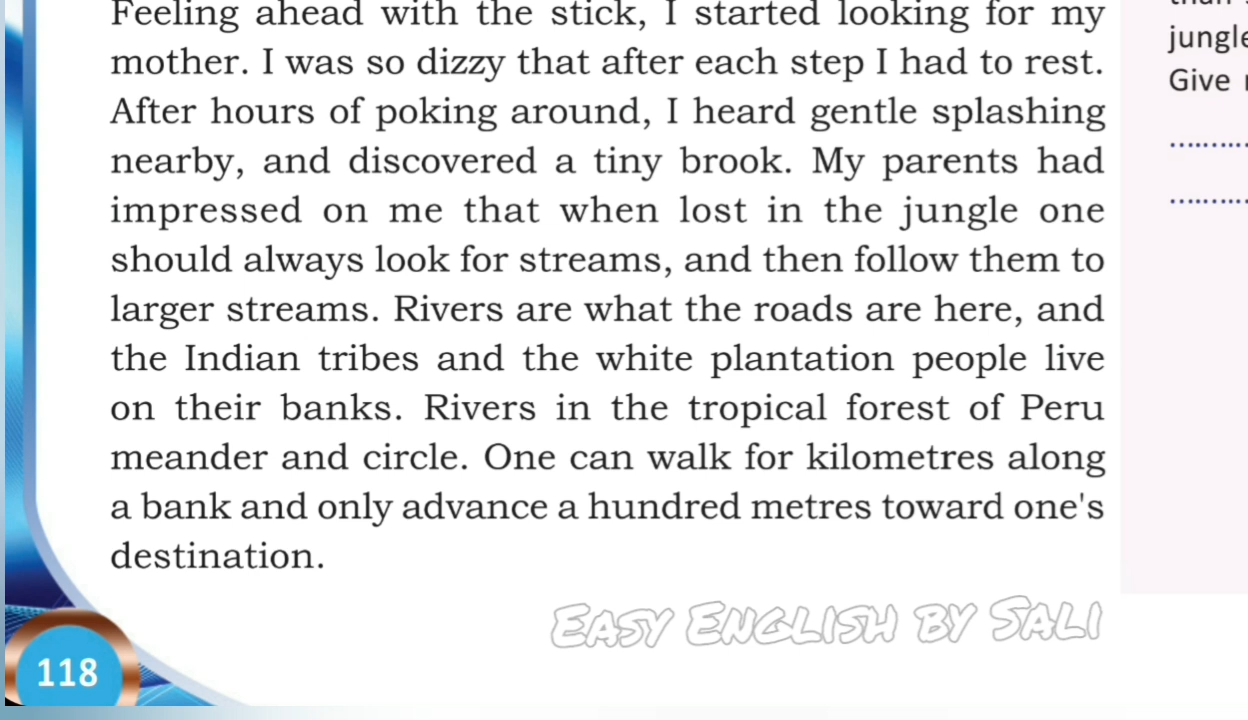 Feeling ahead with the stick, I started looking for my
mother. I was so dizzy that after each step I had to rest.
After hours of poking around, I heard gentle splashing
nearby, and discovered a tiny brook. My parents had
impressed on me that when lost in the jungle one
should always look for streams, and then follow them to
larger streams. Rivers are what the roads are here, and
the Indian tribes and the white plantation people live
on their banks. Rivers in the tropical forest of Peru
meander and circle. One can walk for kilometres along
a bank and only advance a hundred metres toward one's
destination.
jungle
Give
EASY ENGLISH BY SALI
118